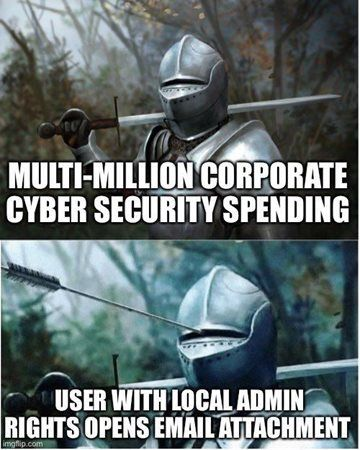 MULTI-MILLION CORPORATE
CYBER SECURITY SPENDING
USER WITH LOCAL ADMIN
RIGHTS OPENS EMAIL ATTACHMENT
imgflip.com